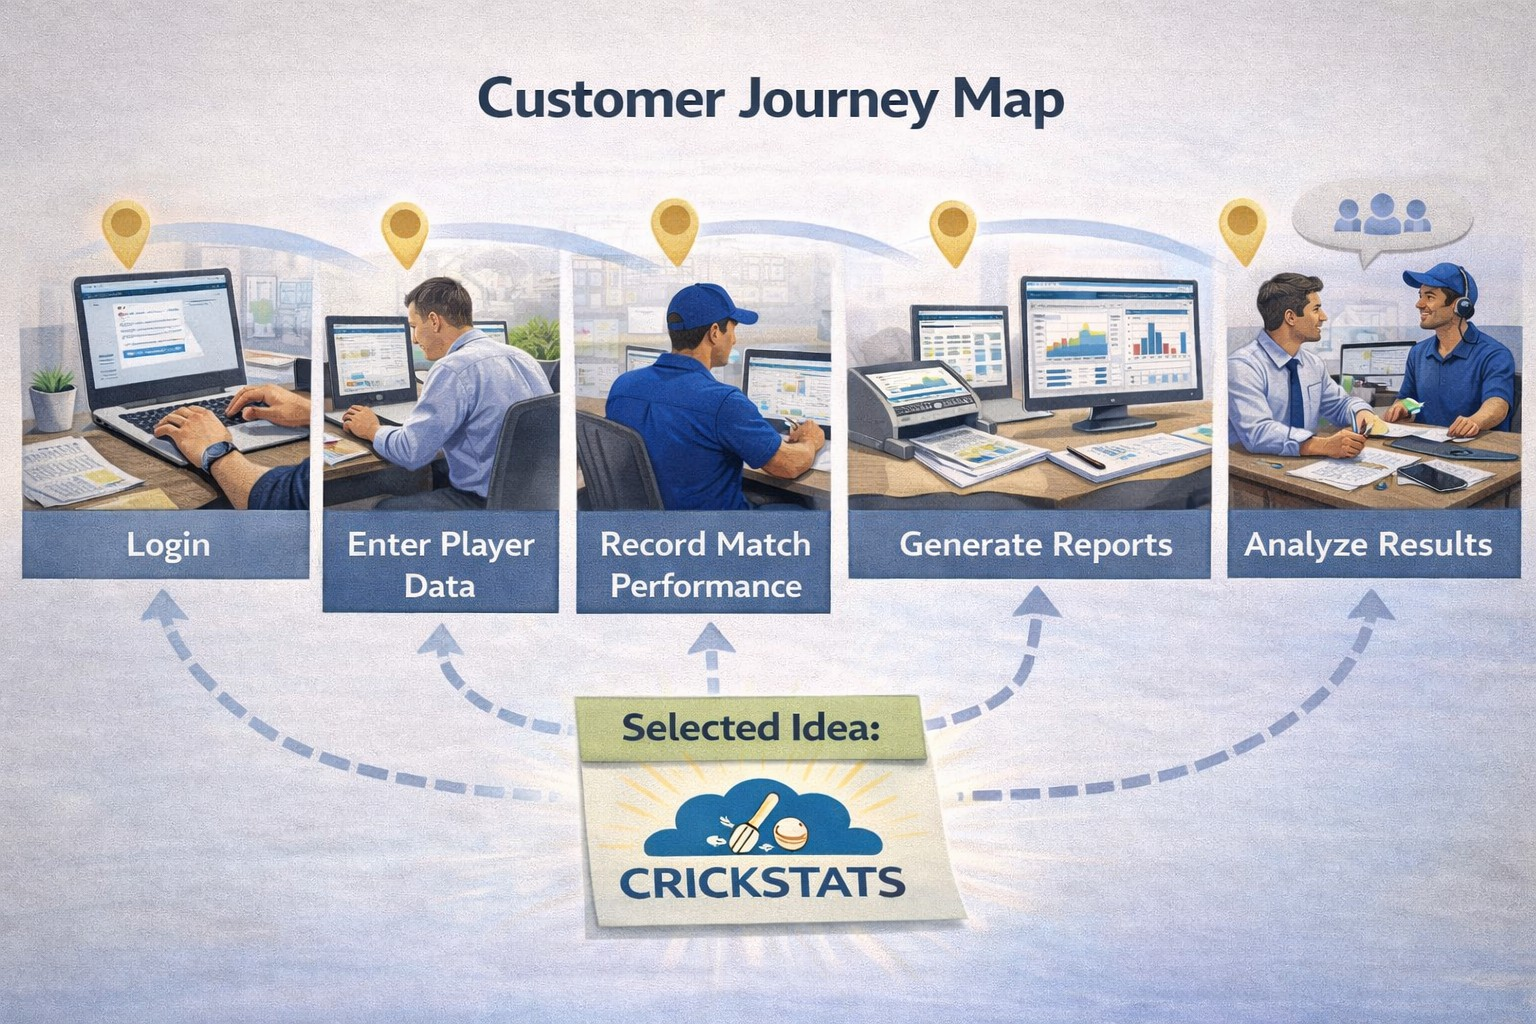 Customer Journey Map
Login
Enter Player
Data
Record Match
Performance
Generate Reports
Analyze Results
Selected Idea:
CRICKSTATS